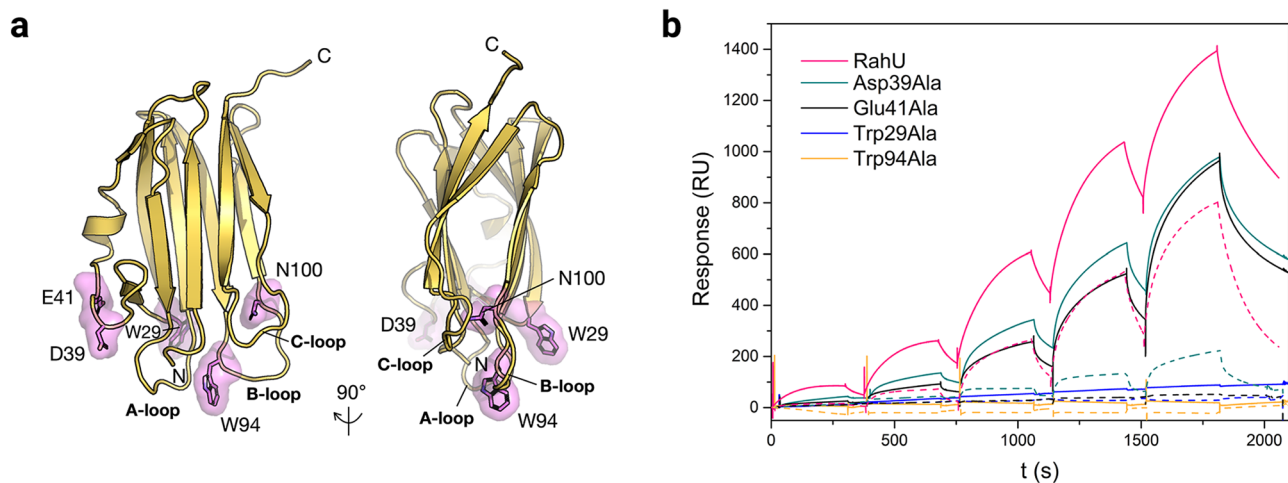 a
C
E41
D39
W29
N
N100
C-loop
A-loop
B-loop
W94
90°
C
N100
D39
W29
C-loop
N
B-loop
A-loop
W94
b
Response (RU)
1400
1200
1000
800
600
400
200
0
RahU
Asp39Ala
Glu41Ala
Trp29Ala
Trp94Ala
0
500
1000
1500
2000
t (s)